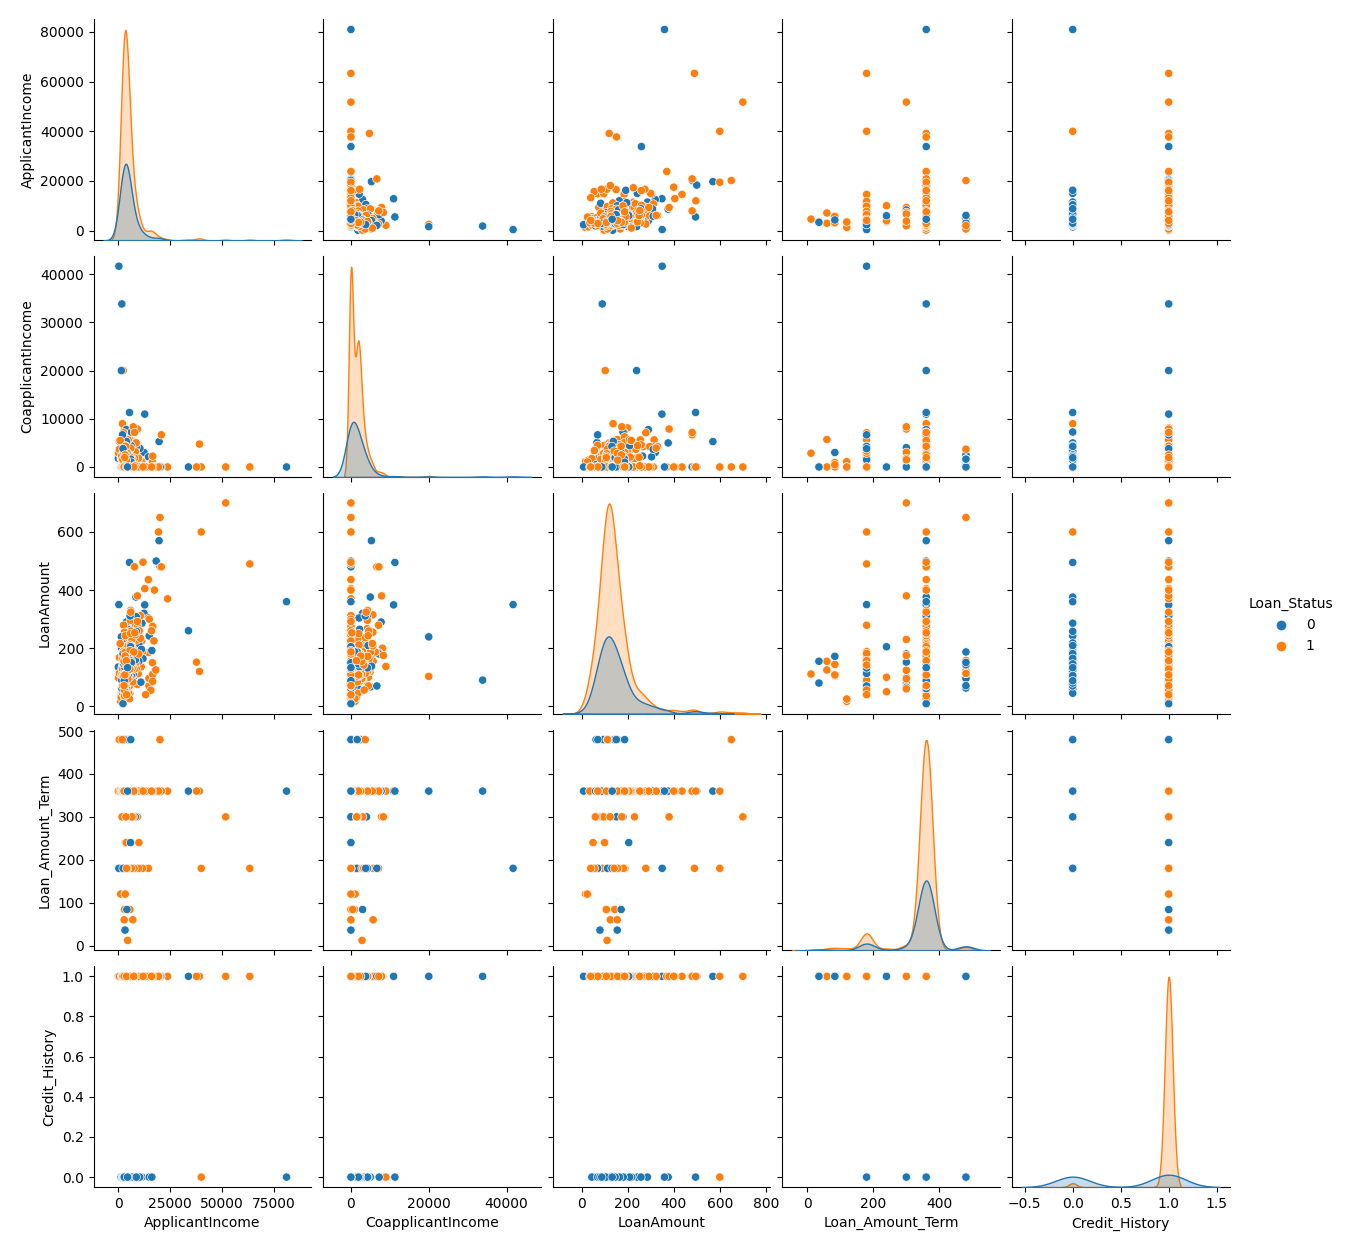 80000
60000
40000
20000
0
ApplicantIncome
40000
30000
20000
10000
0
CoapplicantIncome
600
400
200
0
LoanAmount
Loan_Status
0
1
500
400
300
200
100
0
Loan_Amount_Term
1.0
0.8
0.6
0.4
0.2
0.0
Credit_History
0 25000 50000 75000
0 20000 40000
0 200 400 600 800
0 200 400
−0.5 0.0 0.5 1.0 1.5
ApplicantIncome
CoapplicantIncome
LoanAmount
Loan_Amount_Term
Credit_History